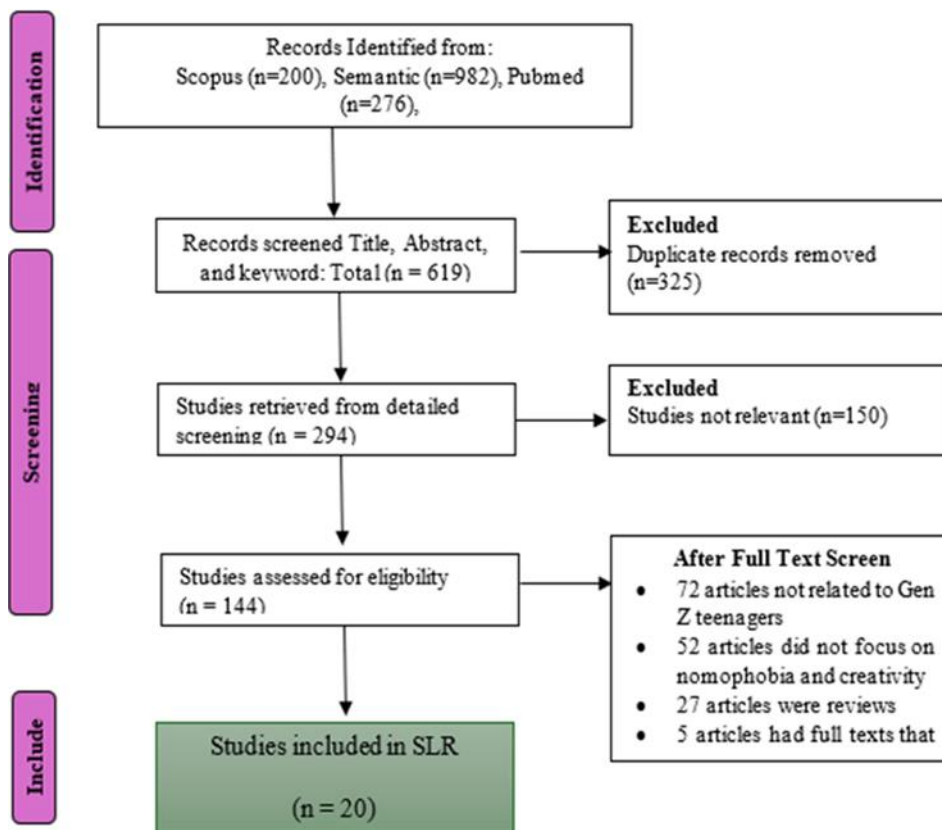 Identification
Records Identified from:
Scopus (n=200), Semantic (n=982), Pubmed
(n=276),
Screening
Records screened Title, Abstract,
and keyword: Total (n = 619)
Excluded
Duplicate records removed
(n=325)
Studies retrieved from detailed
screening (n = 294)
Excluded
Studies not relevant (n=150)
Studies assessed for eligibility
(n = 144)
After Full Text Screen
• 72 articles not related to Gen
Z teenagers
• 52 articles did not focus on
nomophobia and creativity
• 27 articles were reviews
• 5 articles had full texts that
Include
Studies included in SLR
(n = 20)